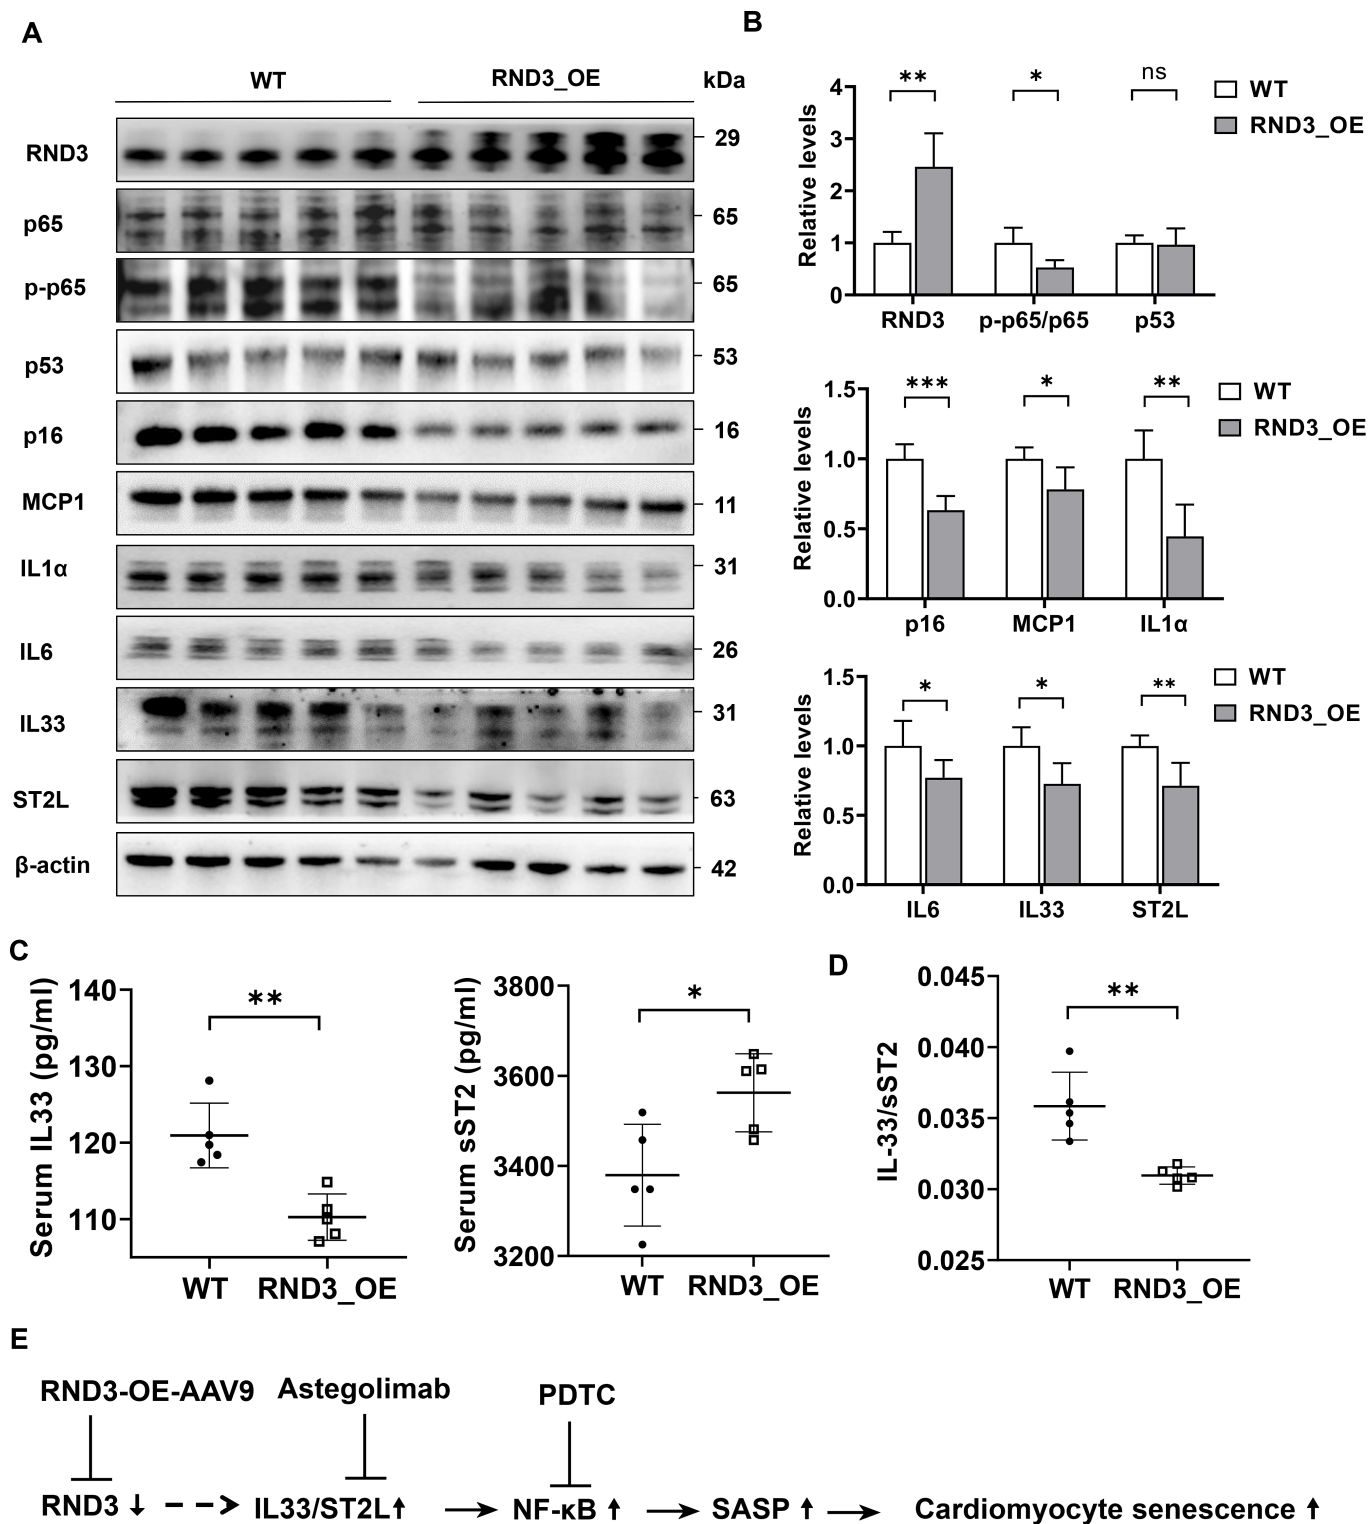 A
WT RND3_OE kDa
RND3 29
p65 65
p-p65 65
p53 53
p16 16
MCP1 11
IL1α 31
IL6 26
IL33 31
ST2L 63
β-actin 42
B
Relative levels
4
3
2
1
0
** * ns
WT
RND3_OE
RND3 p-p65/p65 p53
Relative levels
1.5
1.0
0.5
0.0
*** * **
WT
RND3_OE
p16 MCP1 IL1α
Relative levels
1.5
1.0
0.5
0.0
* * **
WT
RND3_OE
IL6 IL33 ST2L
C
Serum IL33 (pg/ml)
140
130
120
110
**
WT RND3_OE
Serum sST2 (pg/ml)
3800
3600
3400
3200
*
WT RND3_OE
D
IL-33/sST2
0.045
0.040
0.035
0.030
0.025
**
WT RND3_OE
E
RND3-OE-AAV9 Astegolimab PDTC
RND3 ↓ IL33/ST2L↑ NF-κB ↑ SASP ↑ Cardiomyocyte senescence ↑